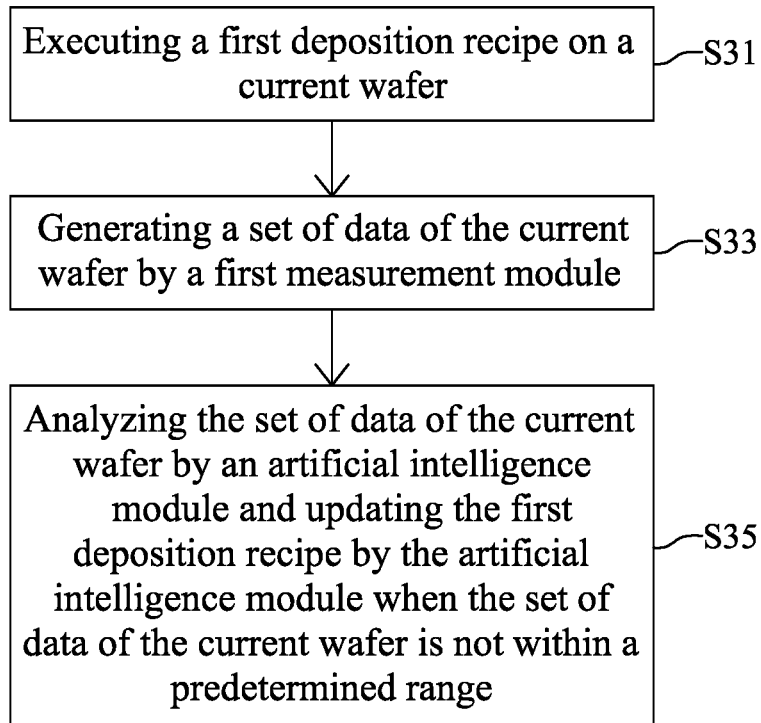 Executing a first deposition recipe on a
current wafer
S31
Generating a set of data of the current
wafer by a first measurement module
S33
Analyzing the set of data of the current
wafer by an artificial intelligence
module and updating the first
deposition recipe by the artificial
intelligence module when the set of
data of the current wafer is not within a
predetermined range
S35